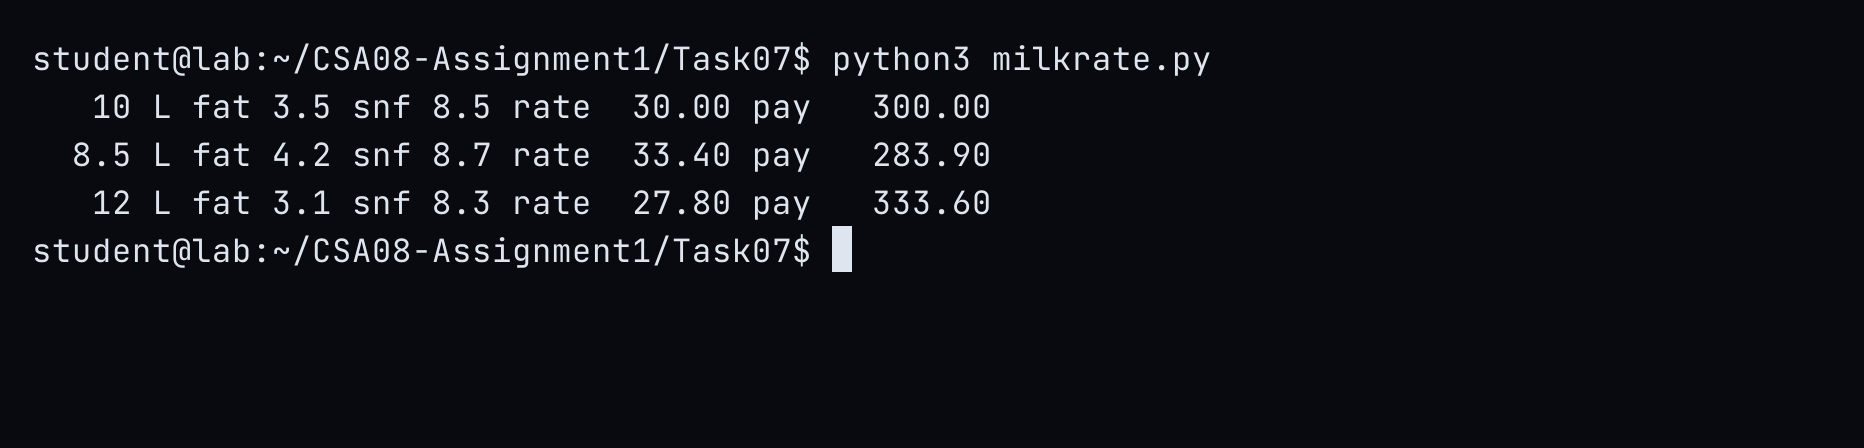 student@lab:~/CSA08-Assignment1/Task07$ python3 milkrate.py
   10 L fat 3.5 snf 8.5 rate  30.00 pay   300.00
  8.5 L fat 4.2 snf 8.7 rate  33.40 pay   283.90
   12 L fat 3.1 snf 8.3 rate  27.80 pay   333.60
student@lab:~/CSA08-Assignment1/Task07$